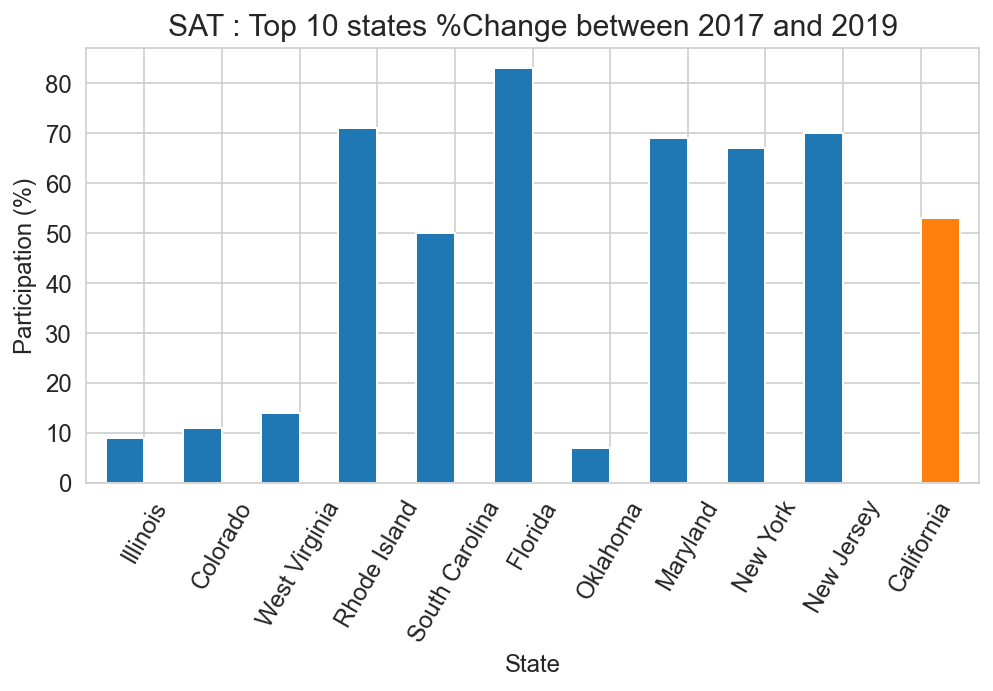 SAT : Top 10 states %Change between 2017 and 2019
Participation (%)
80
70
60
50
40
30
20
10
0
Illinois
Colorado
West Virginia
Rhode Island
South Carolina
Florida
Oklahoma
Maryland
New York
New Jersey
California
State